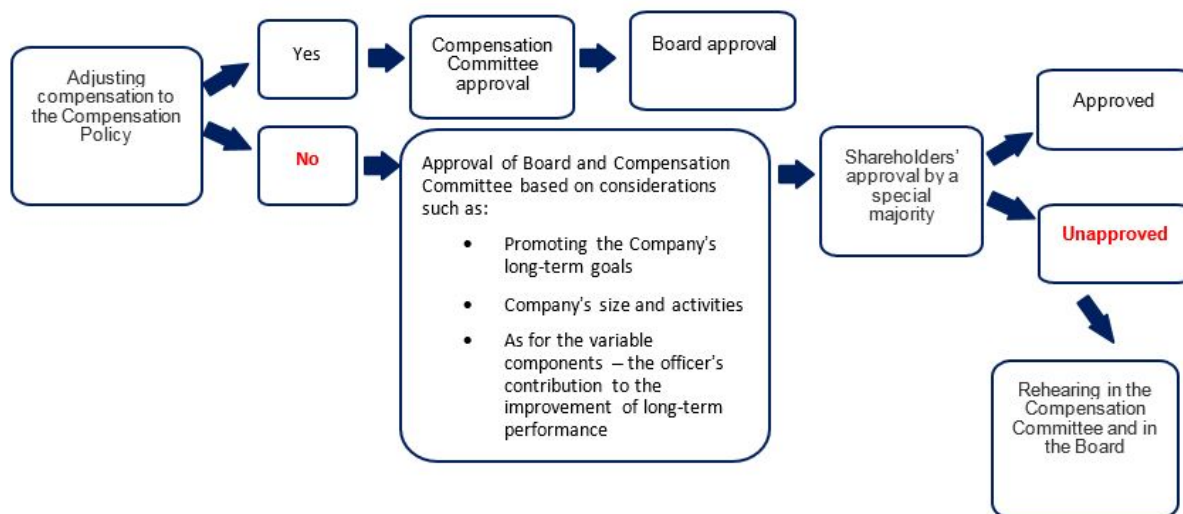 Adjusting
compensation to
the Compensation
Policy
Yes
Compensation
Committee
approval
Board approval
No
Approval of Board and Compensation
Committee based on considerations
such as:
• Promoting the Company's
long-term goals
• Company's size and activities
• As for the variable
components – the officer's
contribution to the
improvement of long-term
performance
Shareholders'
approval by a
special
majority
Approved
Unapproved
Rehearing in the
Compensation
Committee and in
the Board